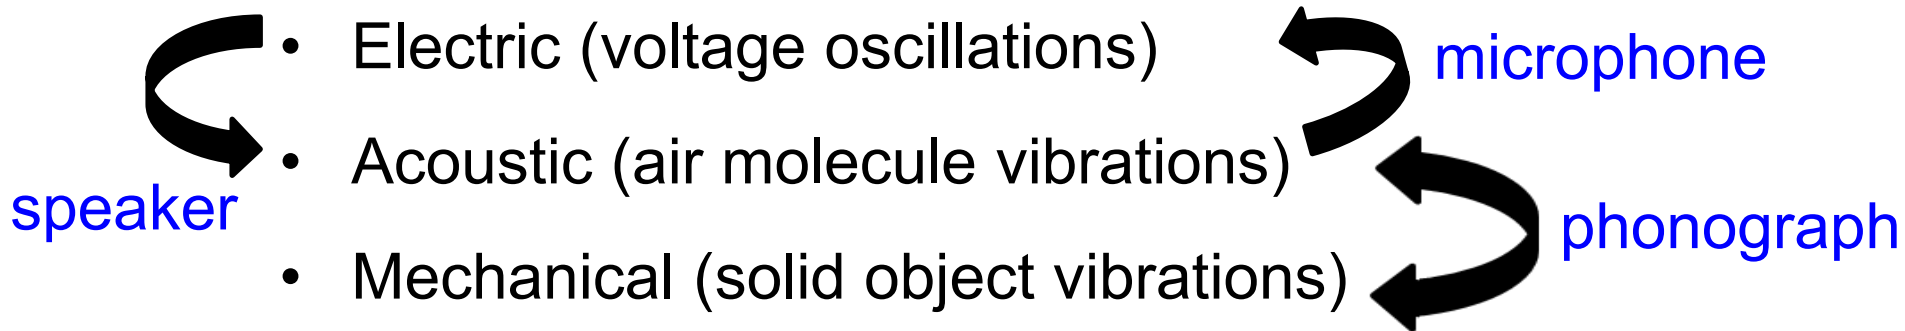 • Electric (voltage oscillations)
microphone
• Acoustic (air molecule vibrations)
speaker
phonograph
• Mechanical (solid object vibrations)